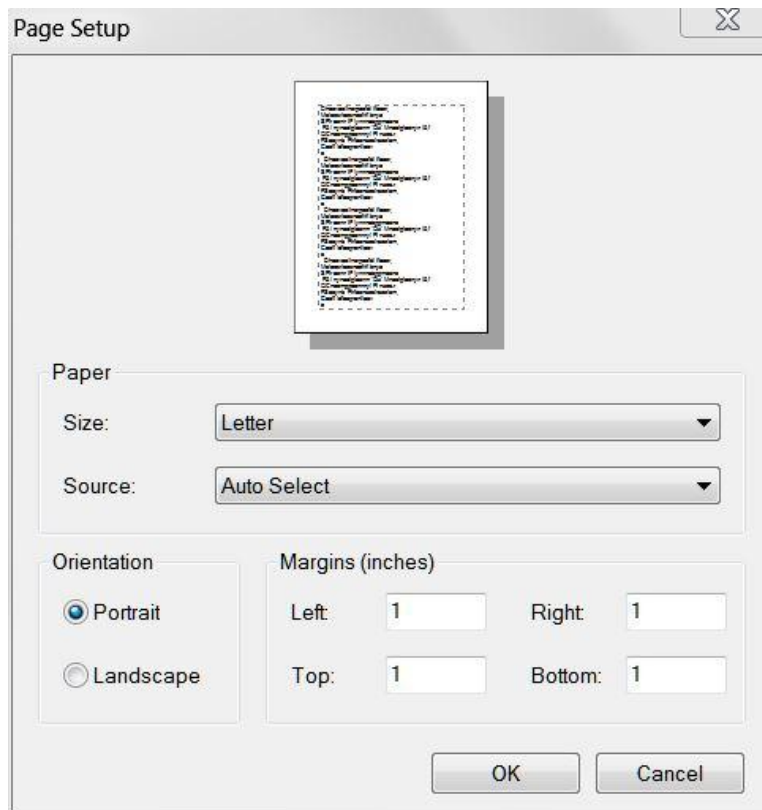 Page Setup
Paper
Size: Letter
Source: Auto Select
Orientation
Portrait
Landscape
Margins (inches)
Left: 1 Right: 1
Top: 1 Bottom: 1
OK Cancel